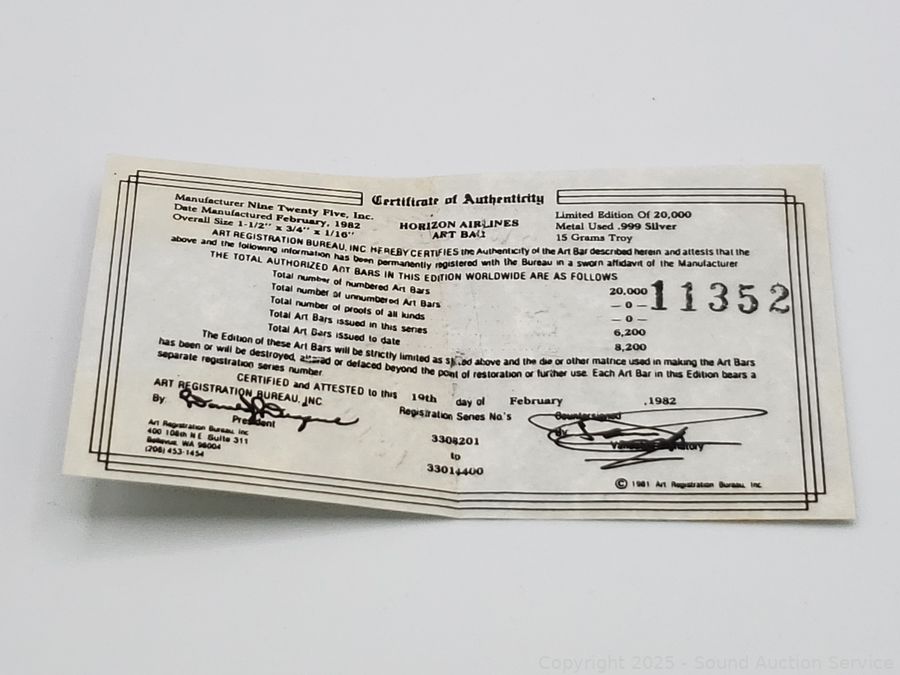 Certificate of Authenticity
Manufacturer Nine Twenty Five, Inc.
Date Manufactured February, 1982
Overall Size 1-1/2" x 3/4" x 1/16"
HORIZON AIRLINES
ART BAR
Limited Edition Of 20,000
Metal Used .999 Silver
15 Grams Troy
ART REGISTRATION BUREAU, INC HEREBY CERTIFIES the Authenticity of the Art Bar described herein and attests that the
above and the following information has been permanently registered with the Bureau in a sworn affidavit of the Manufacturer
THE TOTAL AUTHORIZED ART BARS IN THIS EDITION WORLDWIDE ARE AS FOLLOWS
Total number of numbered Art Bars 20,000
Total number of unnumbered Art Bars – 0 –
Total number of proofs of all kinds – 0 –
Total Art Bars issued in this series 6,200
Total Art Bars issued to date 8,200
11352
The Edition of these Art Bars will be strictly limited as stated above and the die or other matrice used in making the Art Bars
has been or will be destroyed, altered or defaced beyond the point of restoration or further use. Each Art Bar in this Edition bears a
separate registration series number.
CERTIFIED and ATTESTED to this 19th day of February ,1982
ART REGISTRATION BUREAU, INC
By
President
Registration Series No.'s
3308201
to
33014400
Countersigned
By
Art Registration Bureau, Inc
400 108th N E Suite 311
Bellevue, WA 98004
(206) 453-1454
© 1981 Art Registration Bureau, Inc
Copyright 2025 - Sound Auction Service